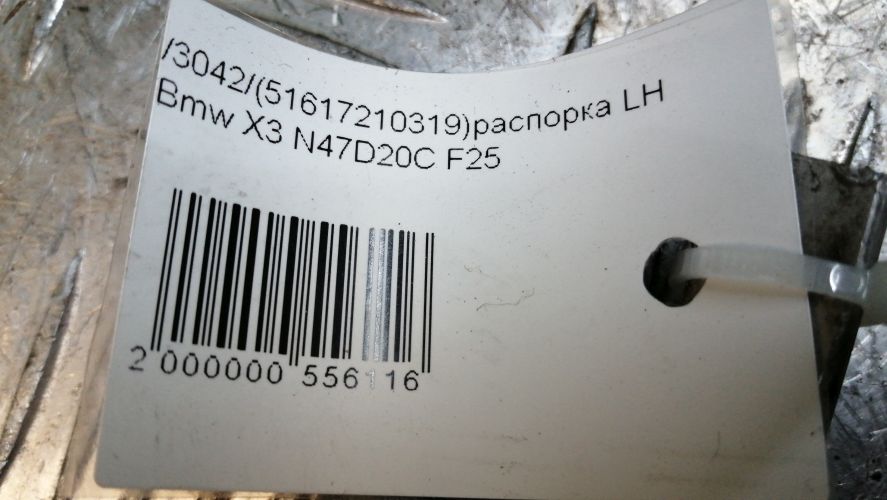 /3042/(51617210319)распорка LH
Bmw X3 N47D20C F25
2 000000 556116